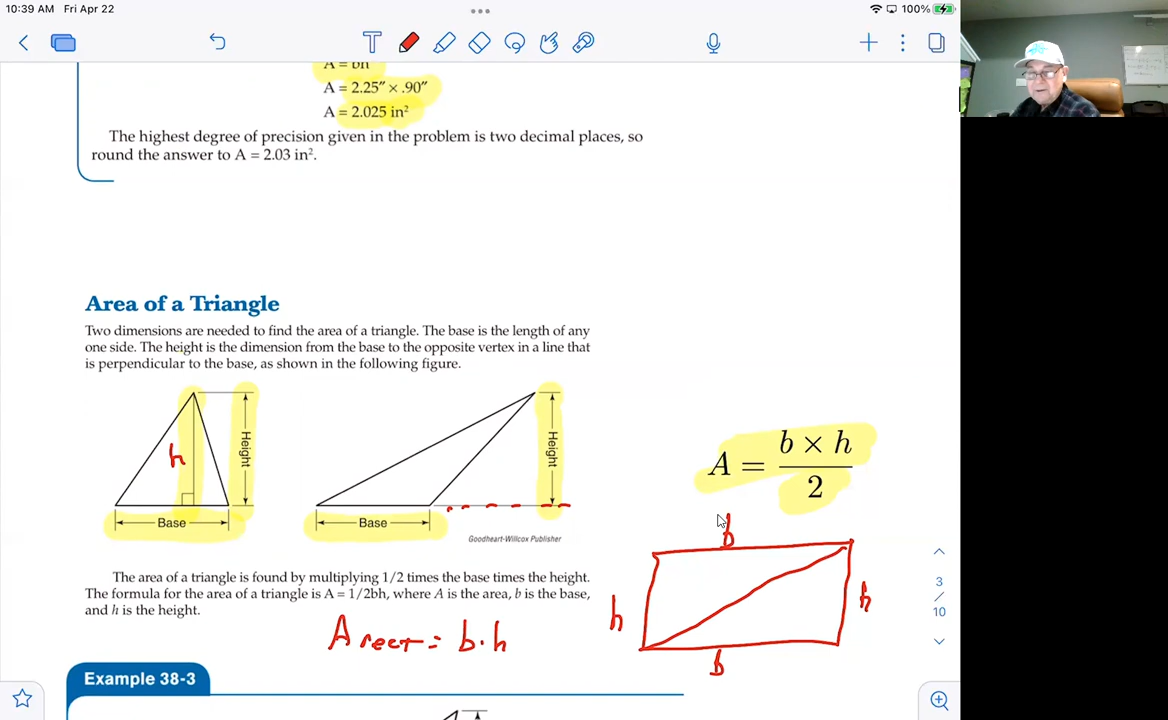 10:39 AM Fri Apr 22
100%
T
A = bh
A = 2.25″ × .90″
A = 2.025 in²
The highest degree of precision given in the problem is two decimal places, so
round the answer to A = 2.03 in².
Area of a Triangle
Two dimensions are needed to find the area of a triangle. The base is the length of any
one side. The height is the dimension from the base to the opposite vertex in a line that
is perpendicular to the base, as shown in the following figure.
h
Height
Base
Height
Base
Goodheart-Willcox Publisher
A = b × h / 2
b
h
h
b
3
/
10
The area of a triangle is found by multiplying 1/2 times the base times the height.
The formula for the area of a triangle is A = 1/2bh, where A is the area, b is the base,
and h is the height.
A rect = b·h
Example 38-3